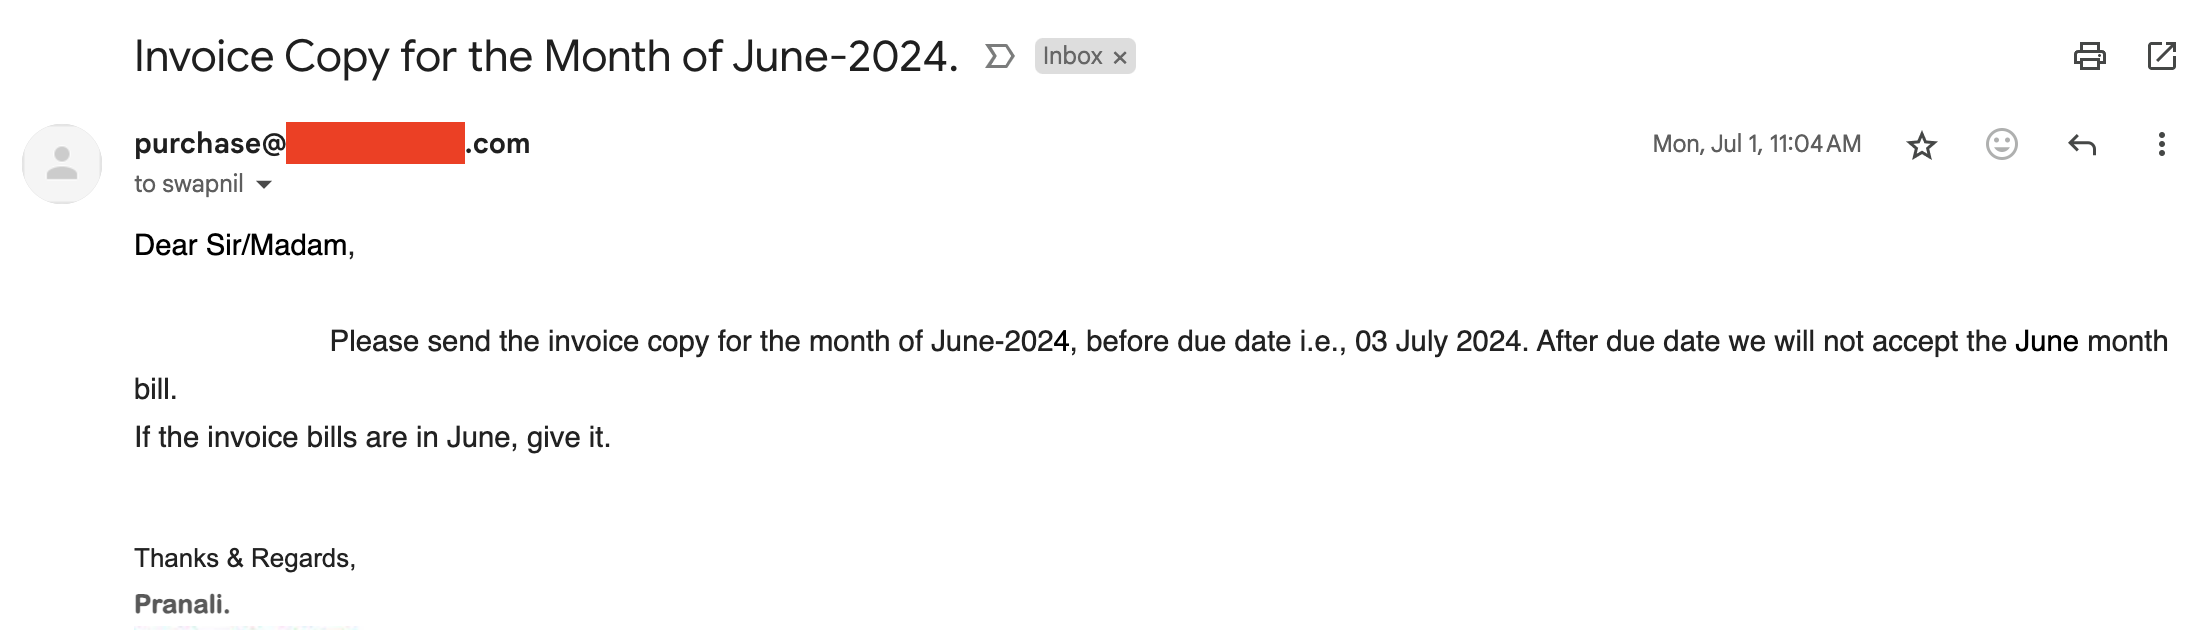 Invoice Copy for the Month of June-2024. Inbox ×
purchase@ .com Mon, Jul 1, 11:04 AM
to swapnil
Dear Sir/Madam,
Please send the invoice copy for the month of June-2024, before due date i.e., 03 July 2024. After due date we will not accept the June month
bill.
If the invoice bills are in June, give it.
Thanks & Regards,
Pranali.